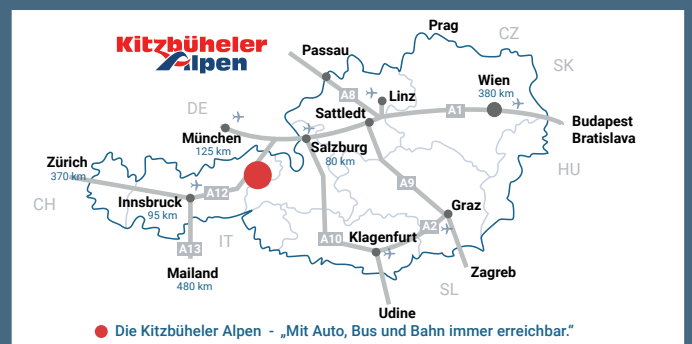 Kitzbüheler
Alpen
Prag
CZ
Passau
SK
Wien
380 km
A8
Linz
DE
Sattledt
A1
Budapest
Bratislava
München
125 km
Salzburg
80 km
Zürich
370 km
HU
A9
CH
A12
Innsbruck
95 km
Graz
A2
IT
A13
A10
Klagenfurt
Mailand
480 km
Zagreb
SL
Udine
Die Kitzbüheler Alpen - „Mit Auto, Bus und Bahn immer erreichbar.“